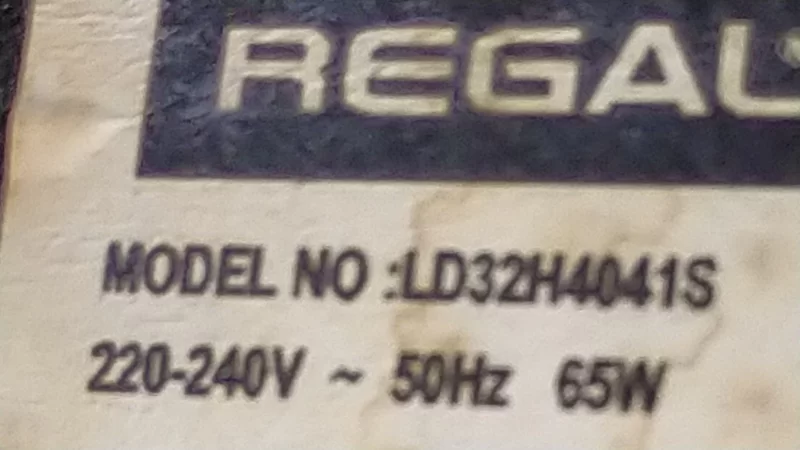 REGAL
MODEL NO :LD32H4041S
220-240V ~ 50Hz 65W